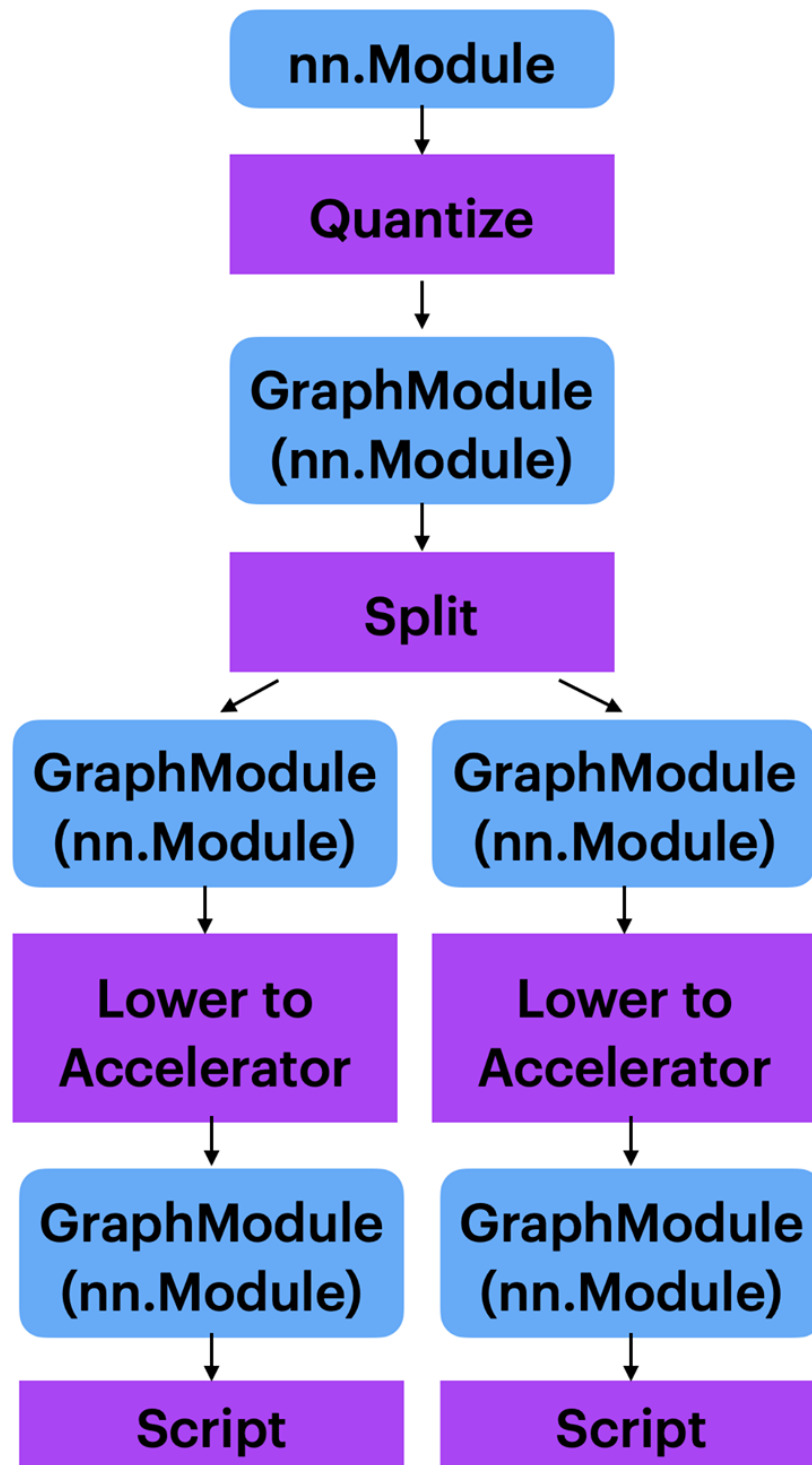 nn.Module
Quantize
GraphModule
(nn.Module)
Split
GraphModule
(nn.Module)
GraphModule
(nn.Module)
Lower to
Accelerator
Lower to
Accelerator
GraphModule
(nn.Module)
GraphModule
(nn.Module)
Script
Script